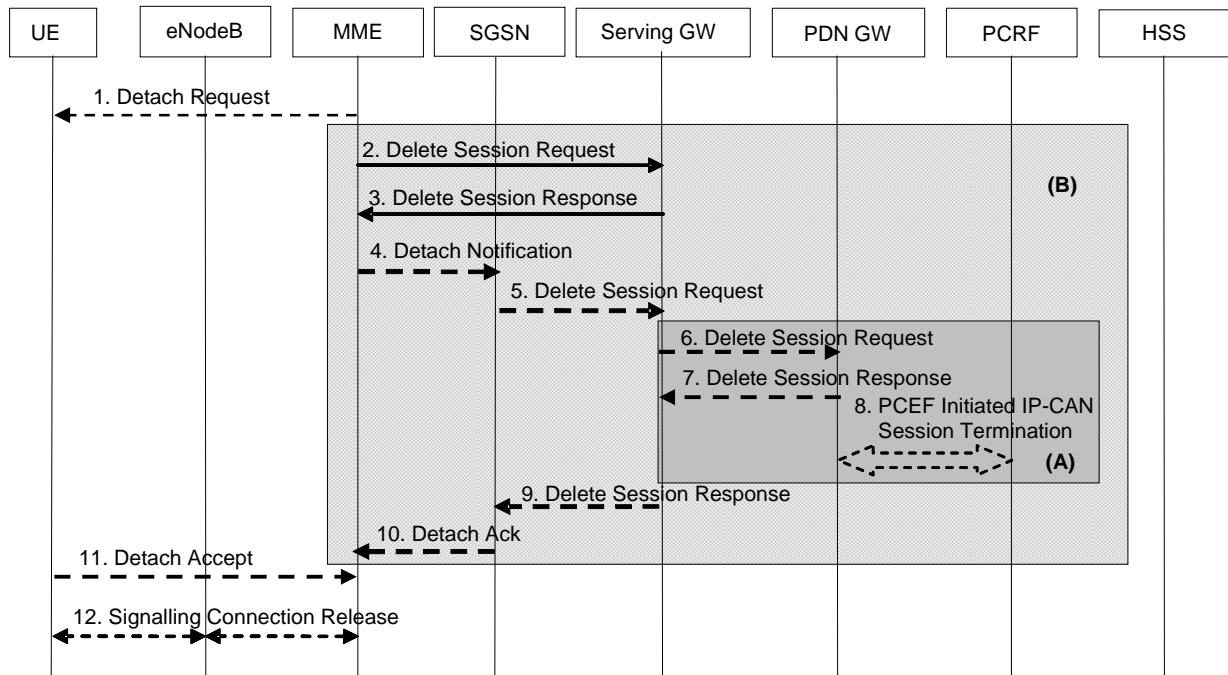 UE
eNodeB
MME
SGSN
Serving GW
PDN GW
PCRF
HSS
1. Detach Request
2. Delete Session Request
(B)
3. Delete Session Response
4. Detach Notification
5. Delete Session Request
6. Delete Session Request
7. Delete Session Response
8. PCEF Initiated IP-CAN
Session Termination
(A)
9. Delete Session Response
10. Detach Ack
11. Detach Accept
12. Signalling Connection Release